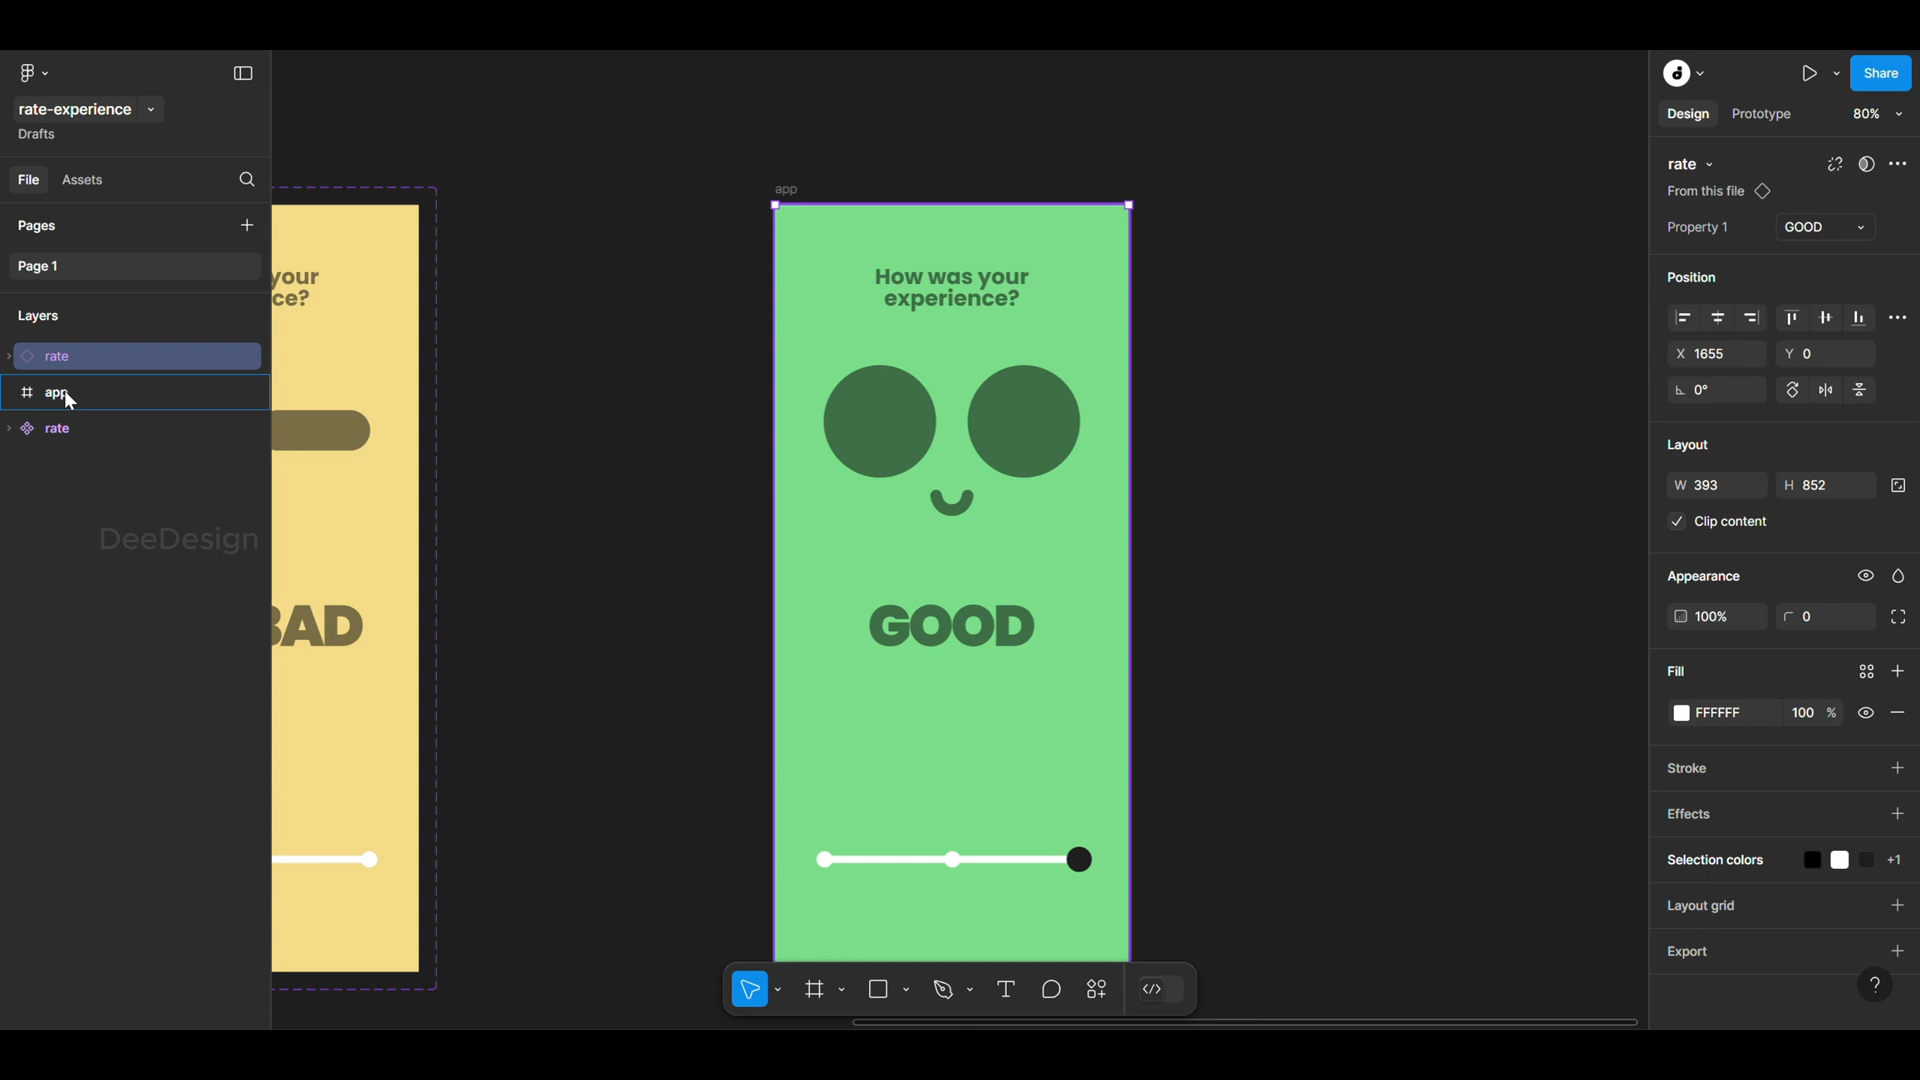 rate-experience
Drafts
File
Assets
Pages
Page 1
Layers
rate
app
rate
DeeDesign
your
ce?
BAD
app
How was your
experience?
GOOD
Share
Design
Prototype
80%
rate
From this file
Property 1
GOOD
Position
X 1655
Y 0
0°
Layout
W 393
H 852
Clip content
Appearance
100%
0
Fill
FFFFFF
100 %
Stroke
Effects
Selection colors
+1
Layout grid
Export
?